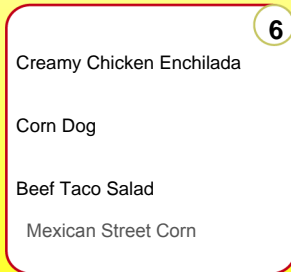 6
Creamy Chicken Enchilada
Corn Dog
Beef Taco Salad
Mexican Street Corn